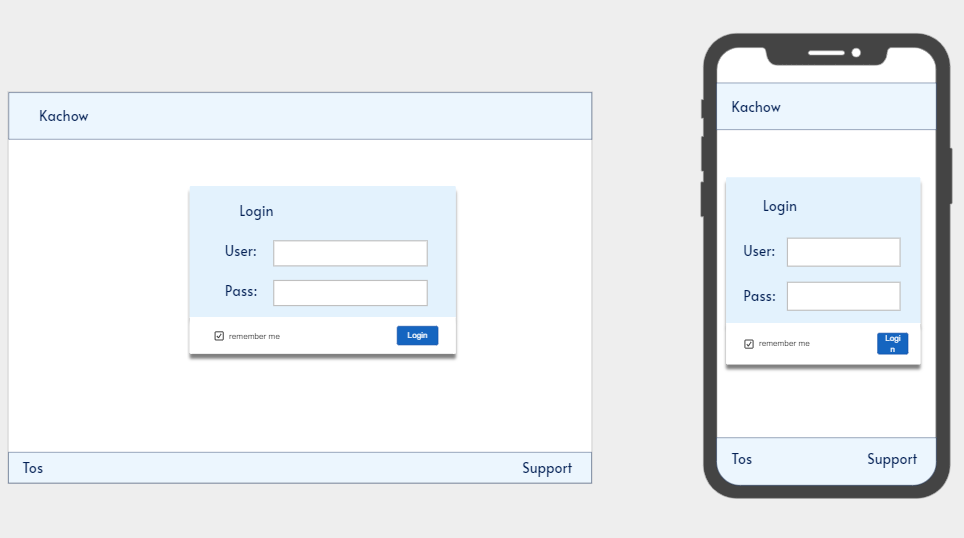 Kachow
Login
User:
Pass:
remember me
Login
Tos
Support
Kachow
Login
User:
Pass:
remember me
Logi
n
Tos
Support